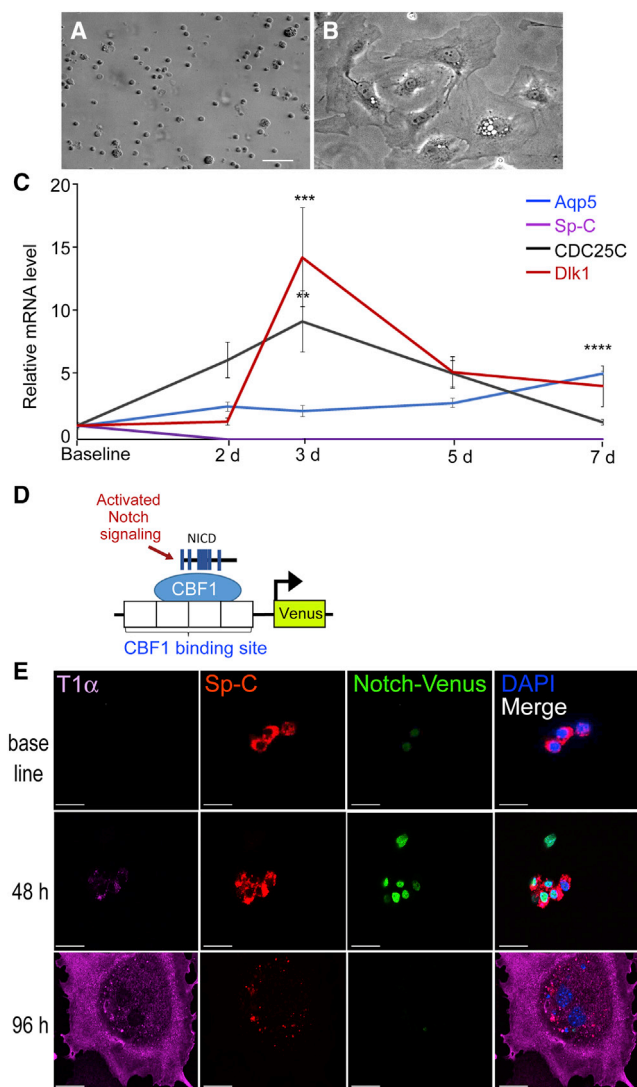 A
B
C
Relative mRNA level
20
15
10
5
0
***
**
****
Aqp5
Sp-C
CDC25C
Dlk1
Baseline
2 d
3 d
5 d
7 d
D
Activated
Notch
signaling
NICD
CBF1
Venus
CBF1 binding site
E
T1α
Sp-C
Notch-Venus
DAPI
Merge
base
line
48 h
96 h